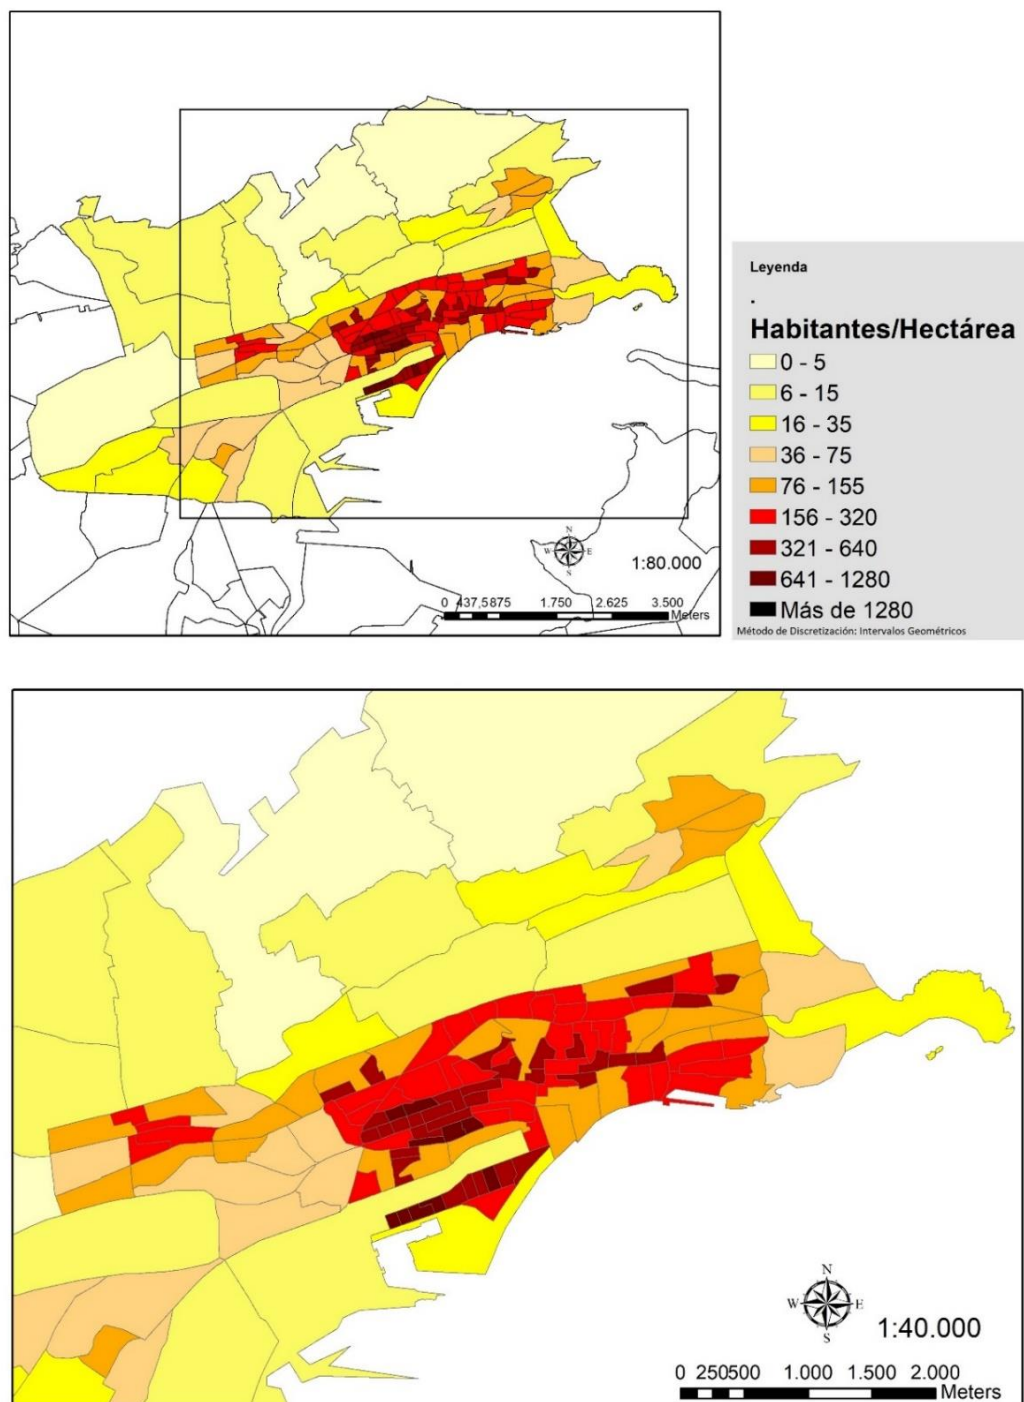 N
W E
S
1:80.000
0 437,5875 1.750 2.625 3.500
Meters
Leyenda
.
Habitantes/Hectárea
0 - 5
6 - 15
16 - 35
36 - 75
76 - 155
156 - 320
321 - 640
641 - 1280
Más de 1280
Método de Discretización: Intervalos Geométricos
N
W E
S
1:40.000
0 250500 1.000 1.500 2.000
Meters